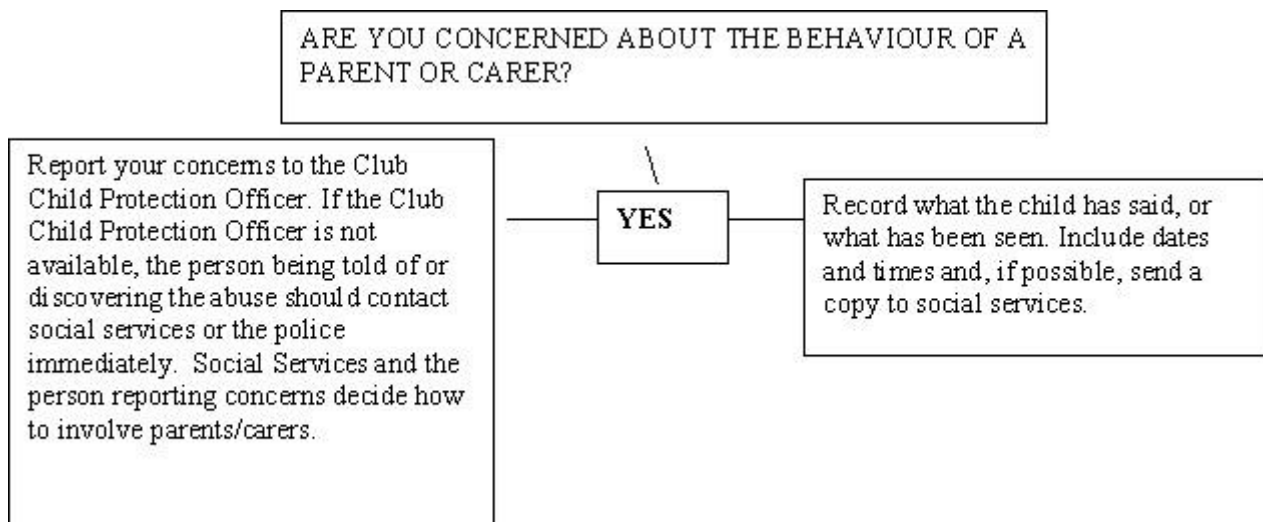 ARE YOU CONCERNED ABOUT THE BEHAVIOUR OF A
PARENT OR CARER?
Report your concerns to the Club
Child Protection Officer. If the Club
Child Protection Officer is not
available, the person being told of or
discovering the abuse should contact
social services or the police
immediately.  Social Services and the
person reporting concerns decide how
to involve parents/carers.
YES
Record what the child has said, or
what has been seen. Include dates
and times and, if possible, send a
copy to social services.